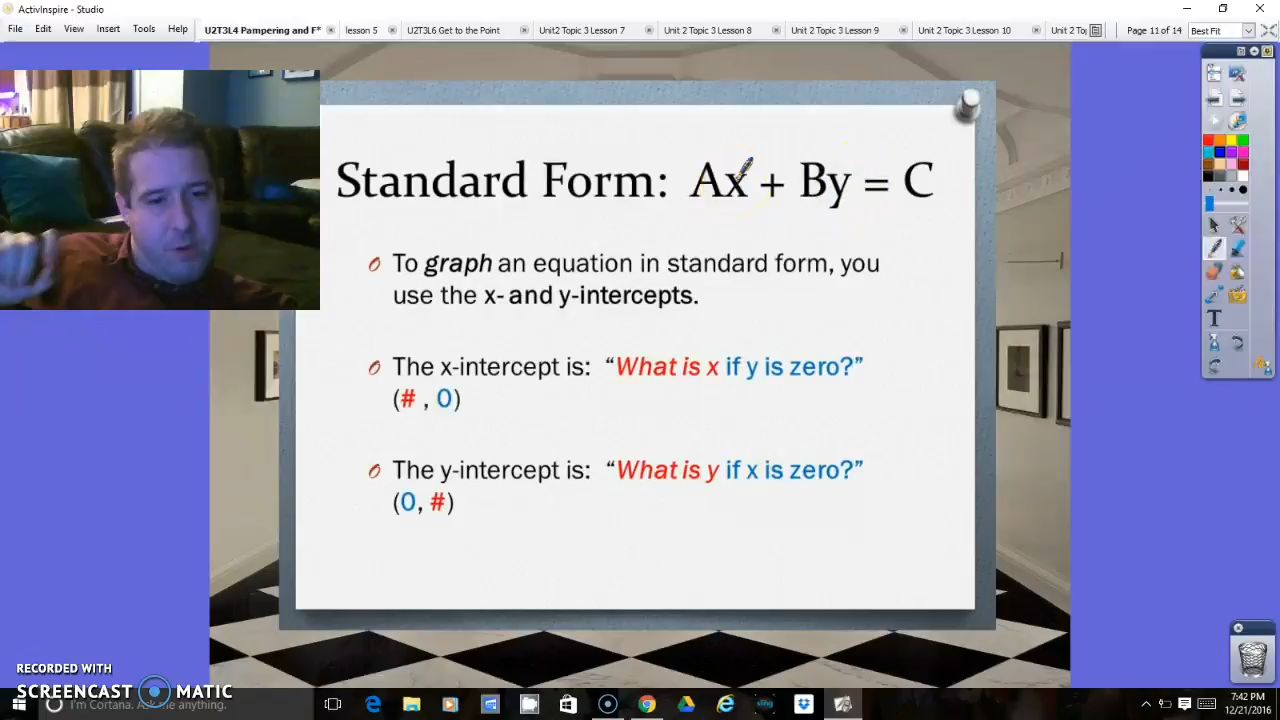 ActivInspire - Studio
File Edit View Insert Tools Help U2T3L4 Pampering and F* lesson 5 U2T3L6 Get to the Point Unit2 Topic 3 Lesson 7 Unit 2 Topic 3 Lesson 8 Unit 2 Topic 3 Lesson 9 Unit 2 Topic 3 Lesson 10 Unit 2 To Page 11 of 14 Best Fit
Standard Form: Ax + By = C
To graph an equation in standard form, you
use the x- and y-intercepts.
The x-intercept is: “What is x if y is zero?”
(# , 0)
The y-intercept is: “What is y if x is zero?”
(0, #)
T
RECORDED WITH
SCREENCAST MATIC
I'm Cortana. Ask me anything.
sling
7:42 PM
12/21/2016